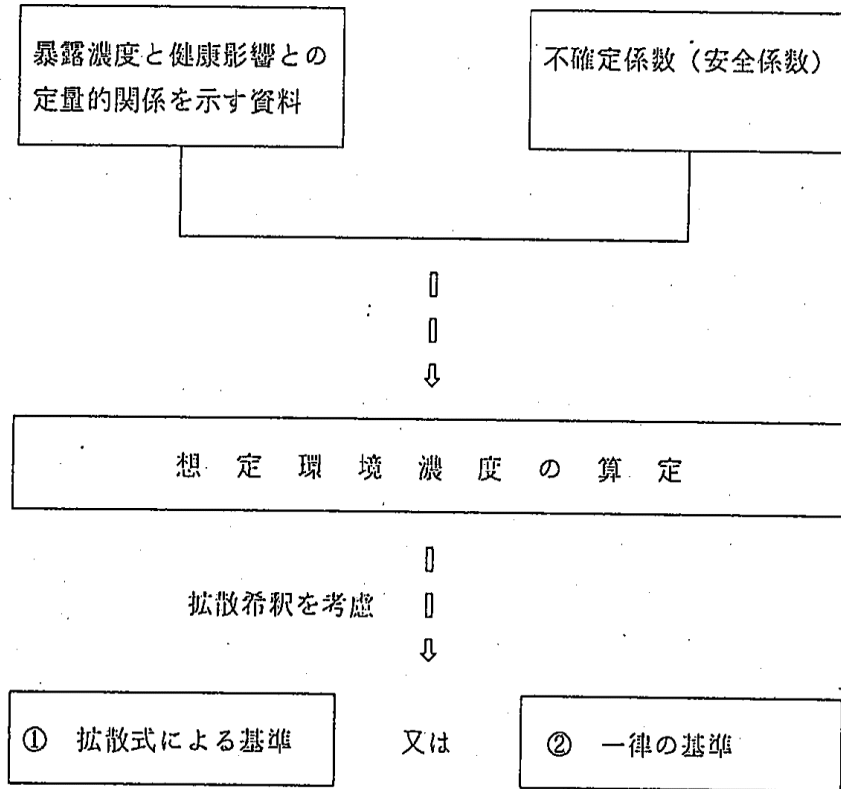 暴露濃度と健康影響との
定量的関係を示す資料
不確定係数（安全係数）
想定環境濃度の算定
拡散希釈を考慮
① 拡散式による基準
又は
② 一律の基準